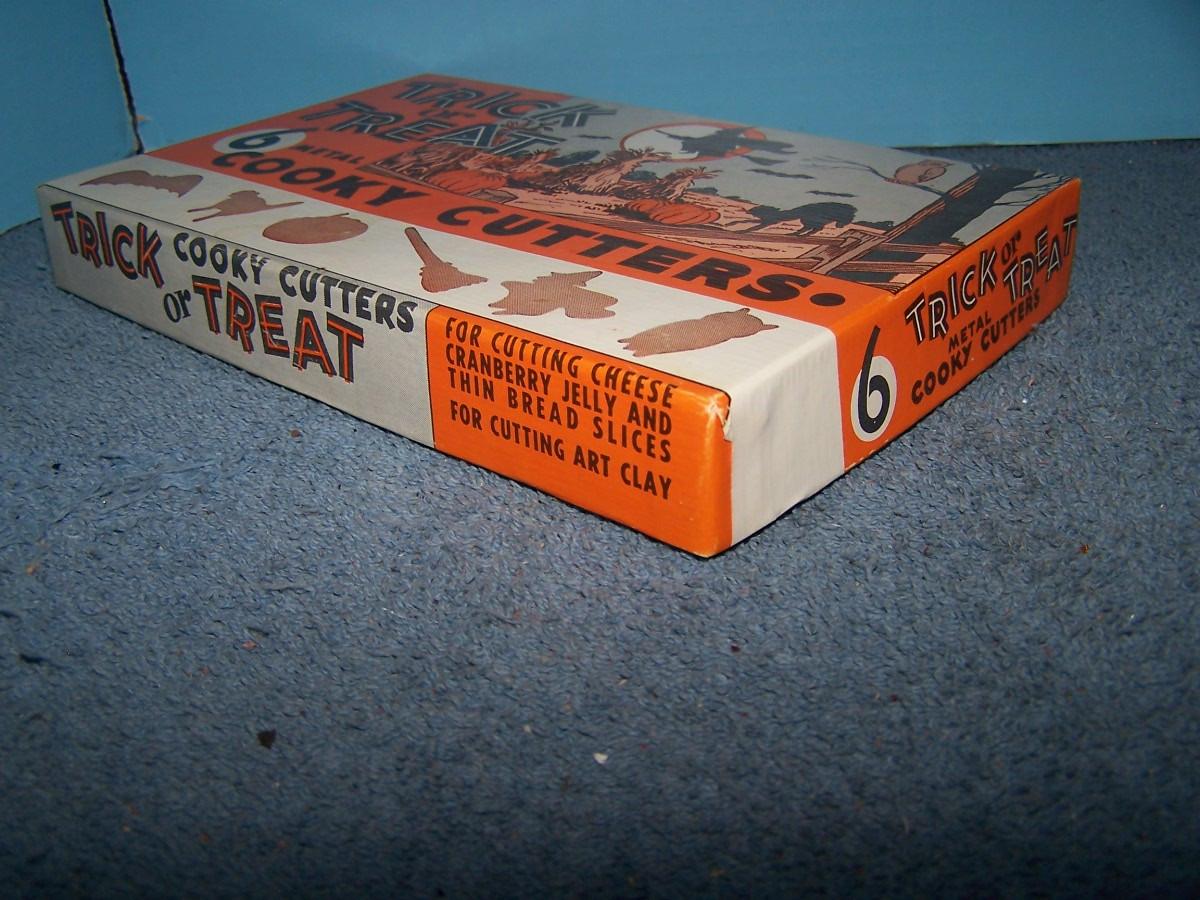 TRICK
or
TREAT
6 METAL
COOKY CUTTERS.
TRICK COOKY CUTTERS
or TREAT
FOR CUTTING CHEESE
CRANBERRY JELLY AND
THIN BREAD SLICES
FOR CUTTING ART CLAY
6
TRICK or TREAT
METAL
COOKY CUTTERS